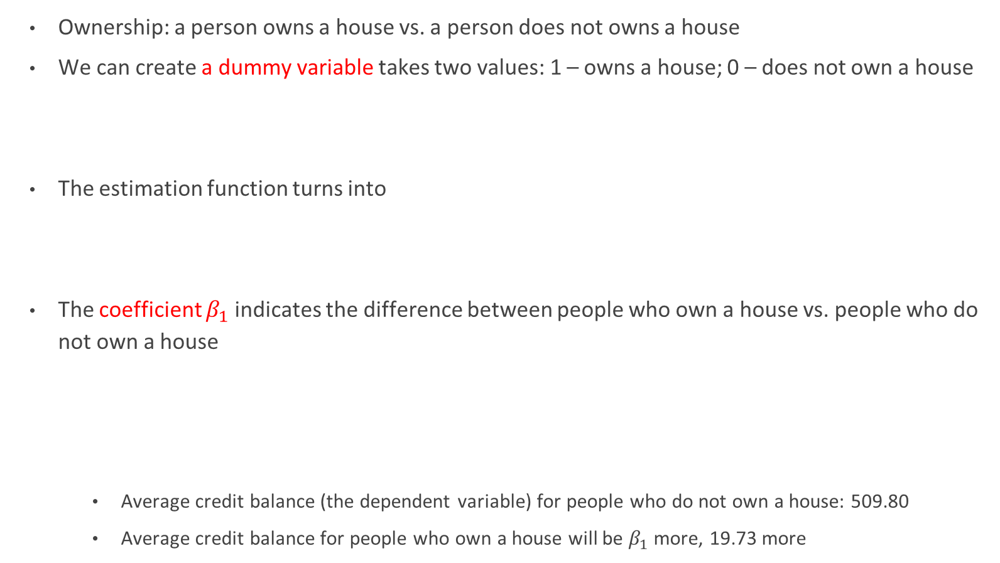 • Ownership: a person owns a house vs. a person does not owns a house
• We can create a dummy variable takes two values: 1 – owns a house; 0 – does not own a house
• The estimation function turns into
• The coefficient β₁ indicates the difference between people who own a house vs. people who do
not own a house
• Average credit balance (the dependent variable) for people who do not own a house: 509.80
• Average credit balance for people who own a house will be β₁ more, 19.73 more